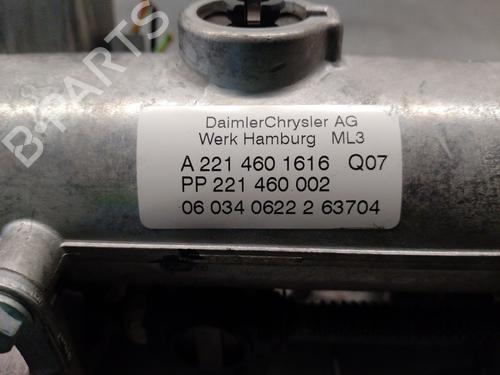 DaimlerChrysler AG
Werk Hamburg ML3
A 221 460 1616 Q07
PP 221 460 002
06 034 0622 2 63704
B-PARTS